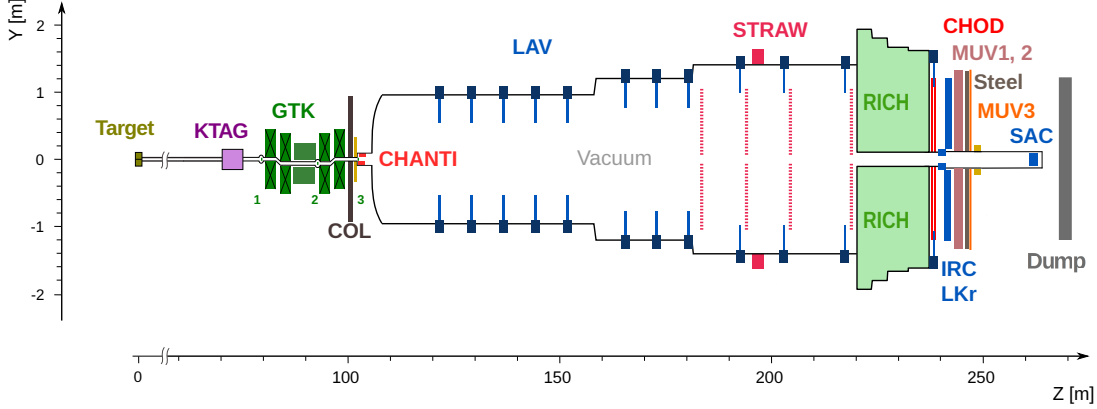 Y [m]
2
1
0
-1
-2
Target
KTAG
GTK
1
2
3
COL
CHANTI
LAV
Vacuum
STRAW
RICH
RICH
CHOD
MUV1, 2
Steel
MUV3
SAC
IRC
LKr
Dump
0
100
150
200
250
Z [m]